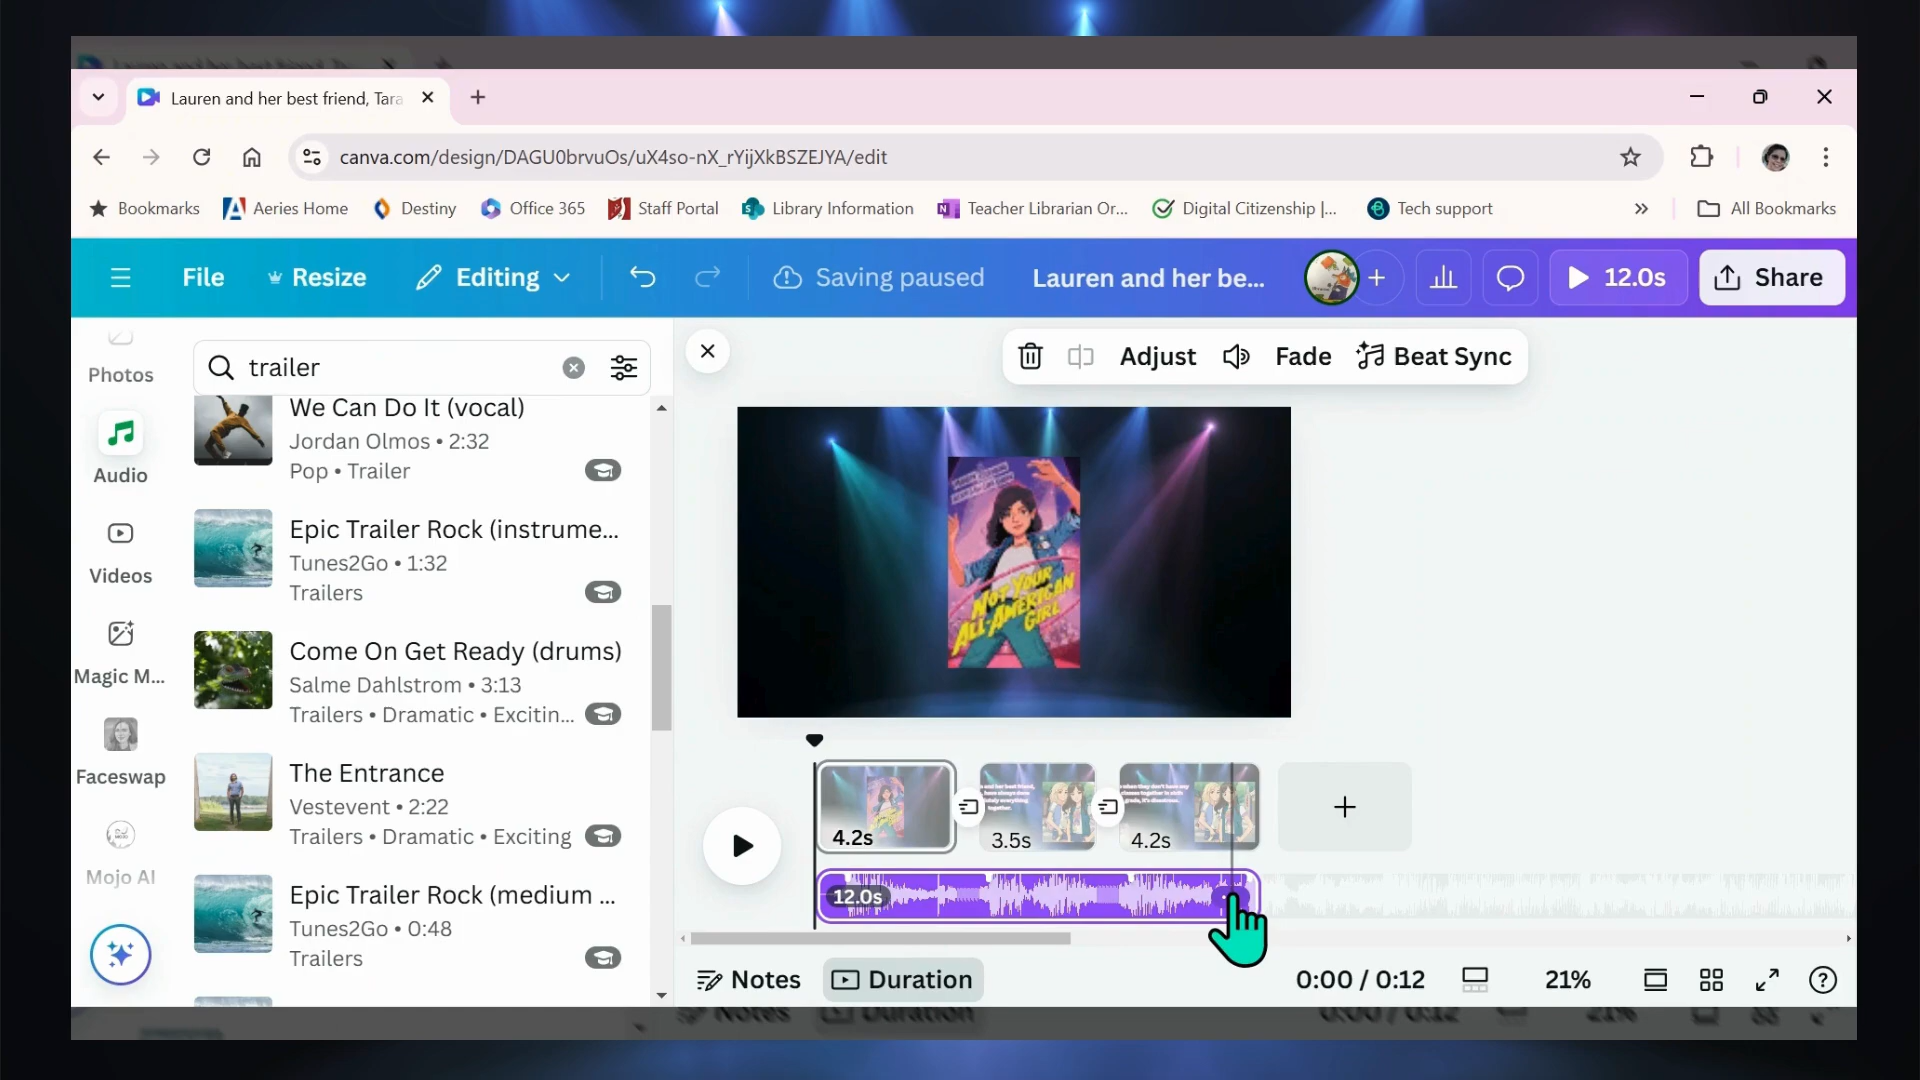 Lauren and her best friend, Tara
canva.com/design/DAGU0brvuOs/uX4so-nX_rYijXkBSZEJYA/edit
Bookmarks Aeries Home Destiny Office 365 Staff Portal Library Information Teacher Librarian Or... Digital Citizenship |... Tech support » All Bookmarks
File Resize Editing Saving paused Lauren and her be... 12.0s Share
Photos
Audio
Videos
Magic M...
Faceswap
Mojo AI
trailer
We Can Do It (vocal)
Jordan Olmos • 2:32
Pop • Trailer
Epic Trailer Rock (instrume...
Tunes2Go • 1:32
Trailers
Come On Get Ready (drums)
Salme Dahlstrom • 3:13
Trailers • Dramatic • Excitin...
The Entrance
Vestevent • 2:22
Trailers • Dramatic • Exciting
Epic Trailer Rock (medium ...
Tunes2Go • 0:48
Trailers
Adjust Fade Beat Sync
NOT YOUR
ALL-AMERICAN
GIRL
4.2s 3.5s 4.2s
12.0s
Notes Duration 0:00 / 0:12 21%